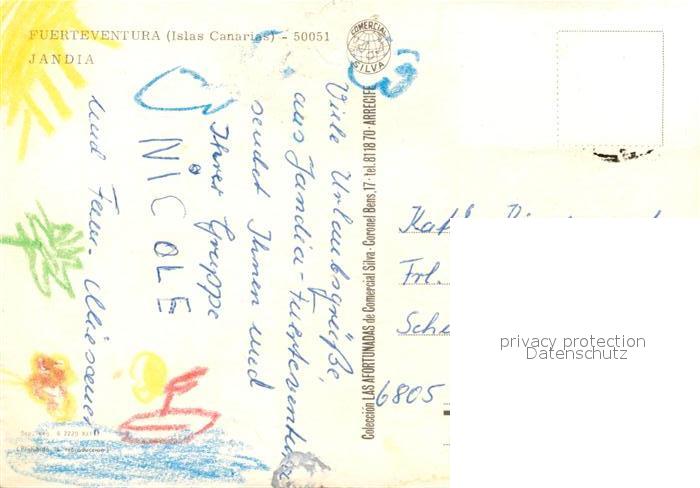 FUERTEVENTURA (Islas Canarias) - 50051
JANDIA
COMERCIAL
SILVA
Viele Urlaubsgrüße,
aus Jandia-Fuerteventura
sendet Ihnen und
Ihrer Gruppe
NiCOLE
und Fam.
Colección LAS AFORTUNADAS de Comercial Silva - Coronel Bens, 17 - tel. 81 18 70 - ARRECIFE
Kath.
Frl.
6805
privacy protection
Datenschutz